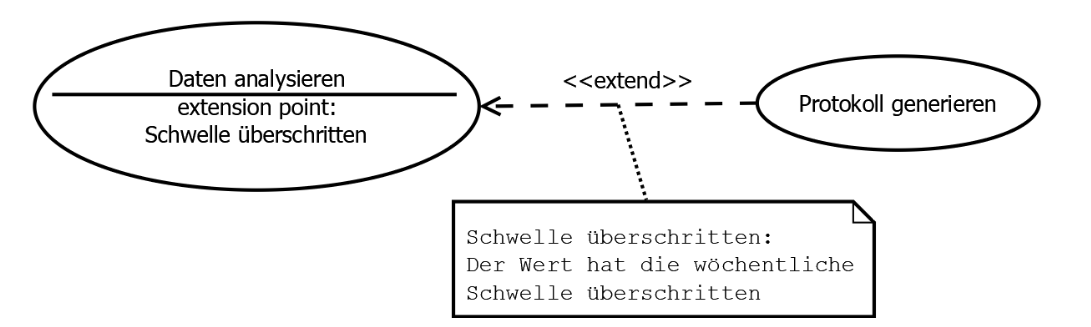 Daten analysieren
extension point:
Schwelle überschritten
<<extend>>
Protokoll generieren
Schwelle überschritten:
Der Wert hat die wöchentliche
Schwelle überschritten